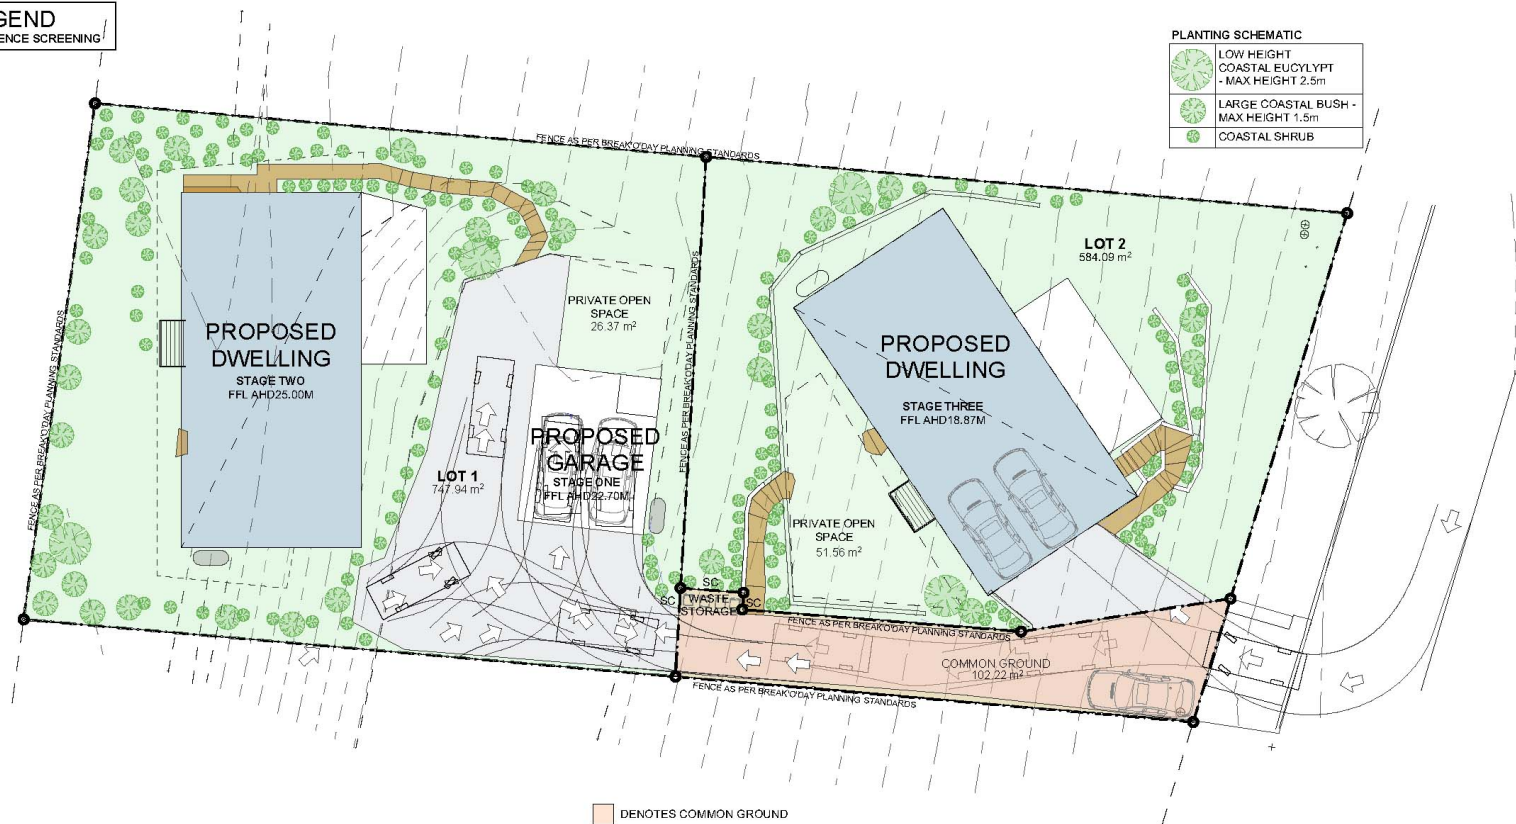 GEND
ENCE SCREENING
PLANTING SCHEMATIC
LOW HEIGHT
COASTAL EUCYLYPT
- MAX HEIGHT 2.5m
LARGE COASTAL BUSH -
MAX HEIGHT 1.5m
COASTAL SHRUB
FENCE AS PER BREAK'O'DAY PLANNING STANDARDS
LOT 2
584.09 m²
PRIVATE OPEN
SPACE
26.37 m²
FENCE AS PER BREAK'O'DAY PLANNING STANDARDS
FENCE AS PER BREAK'O'DAY PLANNING STANDARDS
PROPOSED
DWELLING
STAGE TWO
FFL AHD25.00M
PROPOSED
DWELLING
STAGE THREE
FFL AHD18.87M
PROPOSED
GARAGE
STAGE ONE
FFL AHD22.70M
LOT 1
747.94 m²
PRIVATE OPEN
SPACE
51.56 m²
SC
SC
WASTE
STORAGE
SC
FENCE AS PER BREAK'O'DAY PLANNING STANDARDS
COMMON GROUND
102.22 m²
FENCE AS PER BREAK'O'DAY PLANNING STANDARDS
DENOTES COMMON GROUND